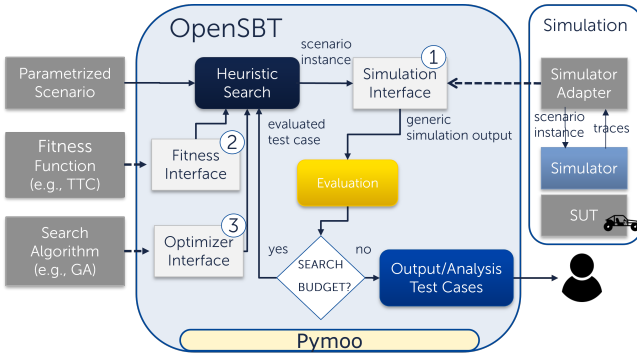 OpenSBT
Simulation
Parametrized
Scenario
Heuristic
Search
scenario
instance
1
Simulation
Interface
Simulator
Adapter
scenario
instance
traces
evaluated
test case
generic
simulation output
Fitness
Function
(e.g., TTC)
2
Fitness
Interface
Evaluation
Simulator
SUT
Search
Algorithm
(e.g., GA)
3
Optimizer
Interface
yes
no
SEARCH
BUDGET?
Output/Analysis
Test Cases
Pymoo